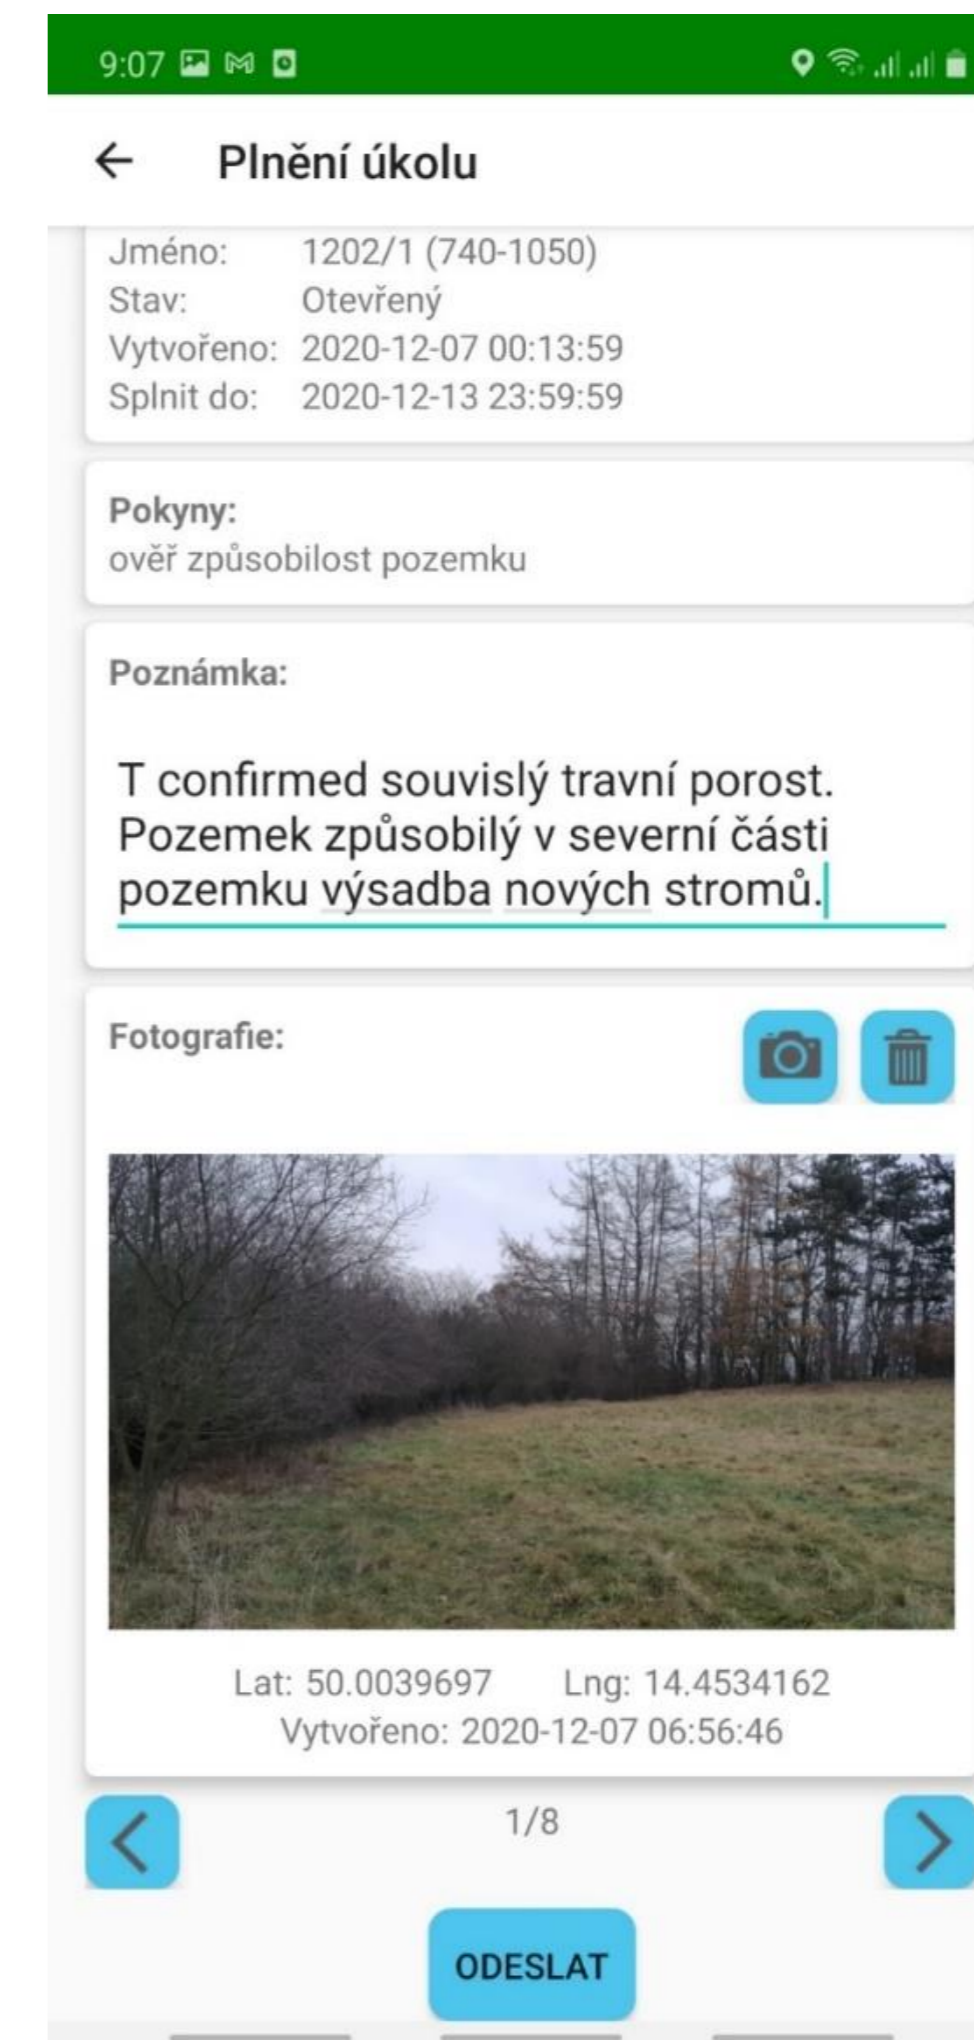 9:07
Plnění úkolu
Jméno: 1202/1 (740-1050)
Stav: Otevřený
Vytvořeno: 2020-12-07 00:13:59
Splnit do: 2020-12-13 23:59:59
Pokyny:
ověř způsobilost pozemku
Poznámka:
T confirmed souvislý travní porost.
Pozemek způsobilý v severní části
pozemku výsadba nových stromů.
Fotografie:
Lat: 50.0039697 Lng: 14.4534162
Vytvořeno: 2020-12-07 06:56:46
1/8
ODESLAT